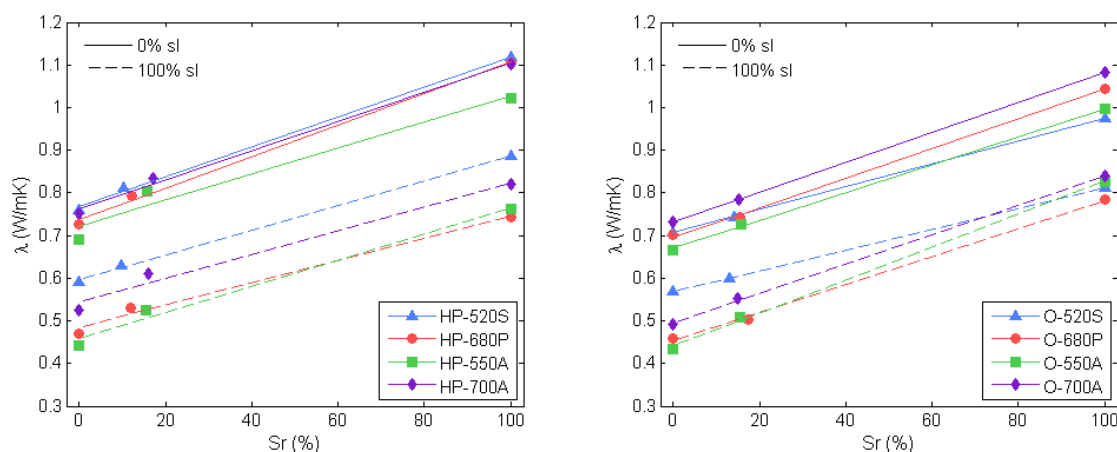 1.2
1.1
1
0.9
0.8
0.7
0.6
0.5
0.4
0.3
λ (W/mK)
0% sl
100% sl
HP-520S
HP-680P
HP-550A
HP-700A
0 20 40 60 80 100
Sr (%)
1.2
1.1
1
0.9
0.8
0.7
0.6
0.5
0.4
0.3
λ (W/mK)
0% sl
100% sl
O-520S
O-680P
O-550A
O-700A
0 20 40 60 80 100
Sr (%)